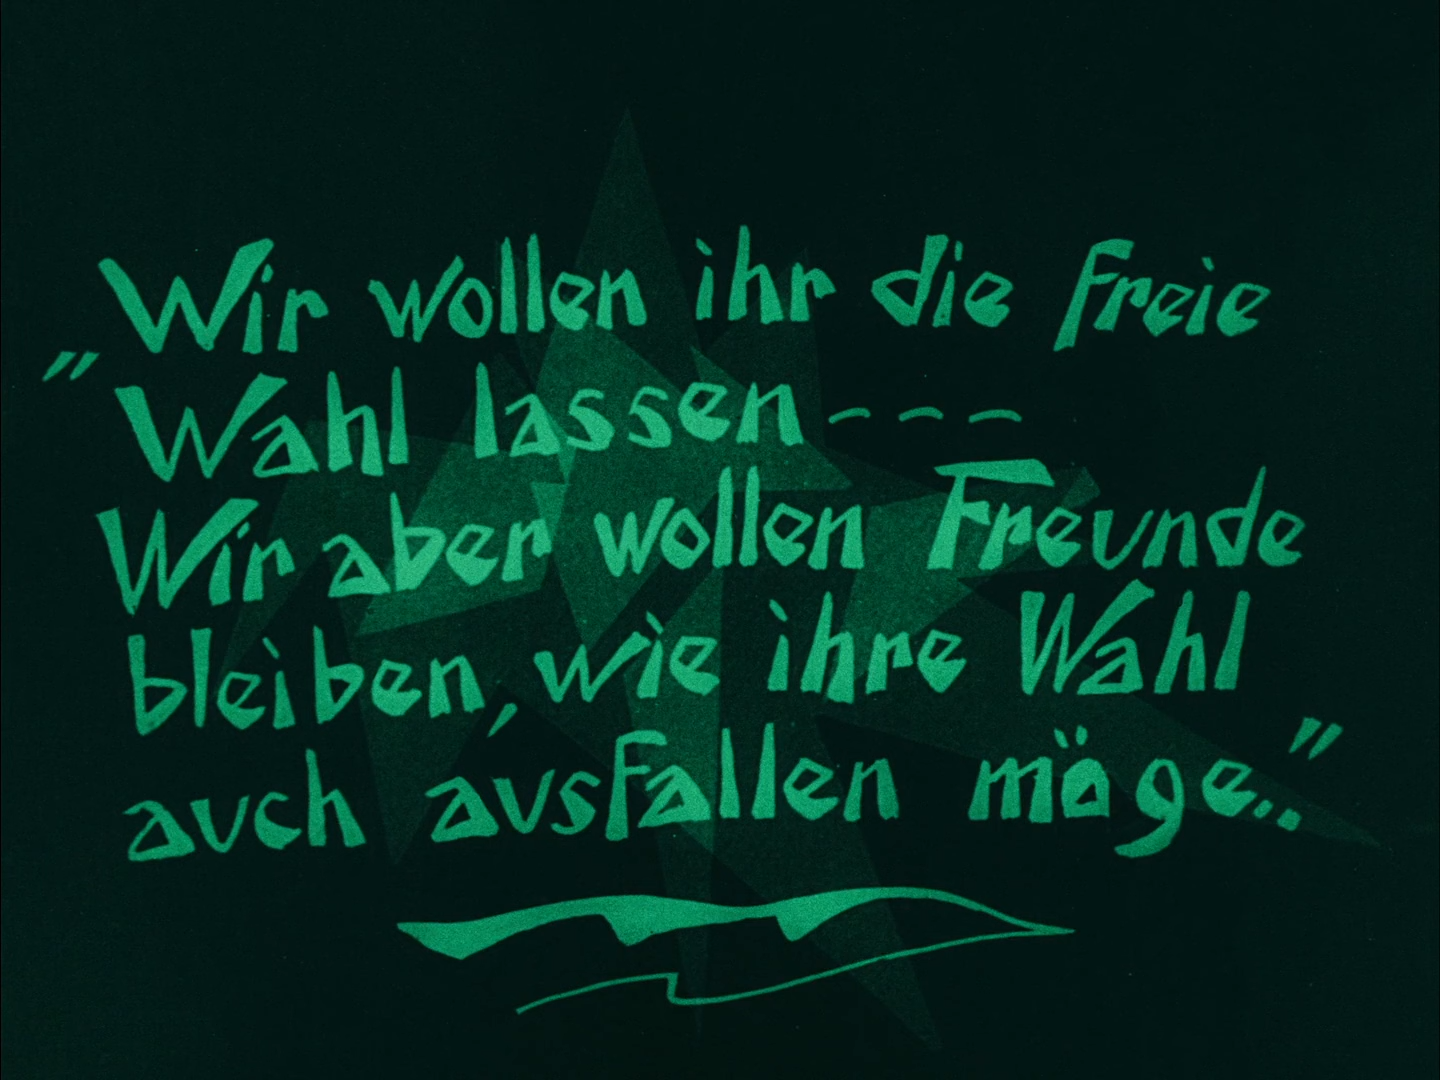 "Wir wollen ihr die freie
Wahl lassen - - -
Wir aber wollen Freunde
bleiben, wie ihre Wahl
auch ausfallen möge.."